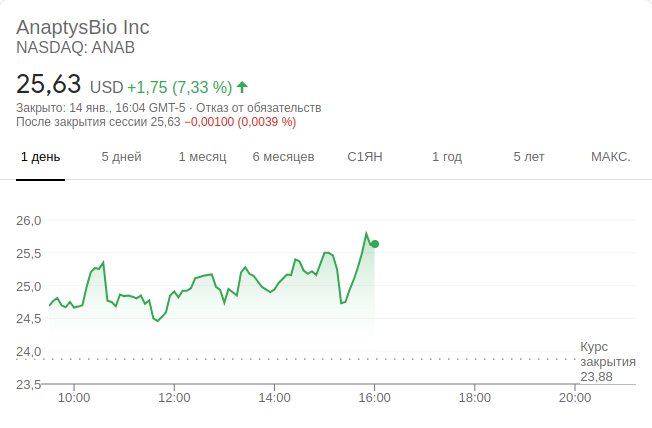 AnaptysBio Inc
NASDAQ: ANAB
25,63 USD +1,75 (7,33 %)
Закрыто: 14 янв., 16:04 GMT-5 · Отказ от обязательств
После закрытия сессии 25,63 −0,00100 (0,0039 %)
1 день 5 дней 1 месяц 6 месяцев С1ЯН 1 год 5 лет МАКС.
26,0
25,5
25,0
24,5
24,0
23,5
Курс
закрытия
23,88
10:00 12:00 14:00 16:00 18:00 20:00